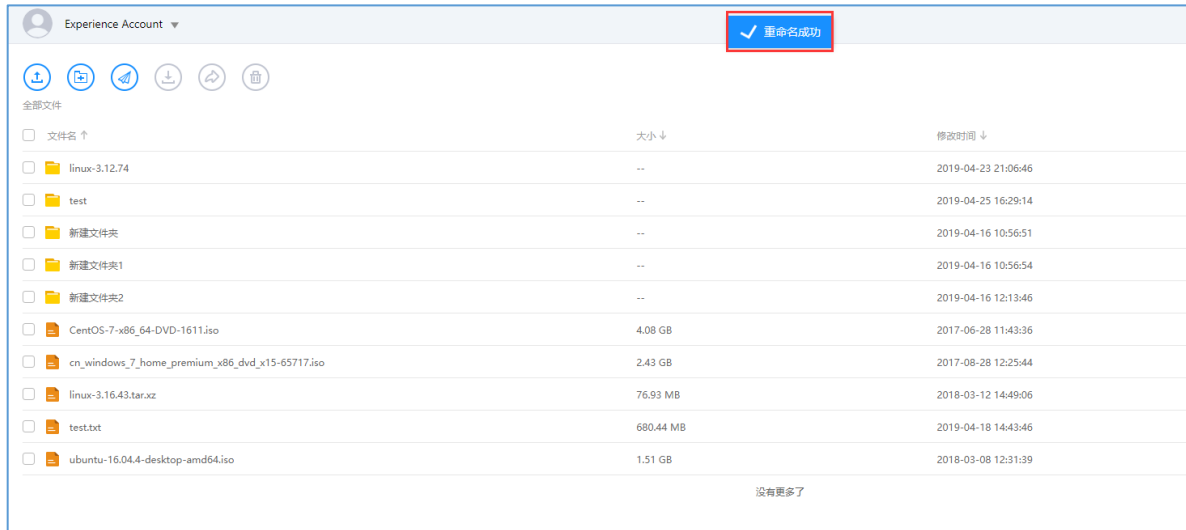 Experience Account
重命名成功
全部文件
文件名 大小 修改时间
linux-3.12.74 -- 2019-04-23 21:06:46
test -- 2019-04-25 16:29:14
新建文件夹 -- 2019-04-16 10:56:51
新建文件夹1 -- 2019-04-16 10:56:54
新建文件夹2 -- 2019-04-16 12:13:46
CentOS-7-x86_64-DVD-1611.iso 4.08 GB 2017-06-28 11:43:36
cn_windows_7_home_premium_x86_dvd_x15-65717.iso 2.43 GB 2017-08-28 12:25:44
linux-3.16.43.tar.xz 76.93 MB 2018-03-12 14:49:06
test.txt 680.44 MB 2019-04-18 14:43:46
ubuntu-16.04.4-desktop-amd64.iso 1.51 GB 2018-03-08 12:31:39
没有更多了